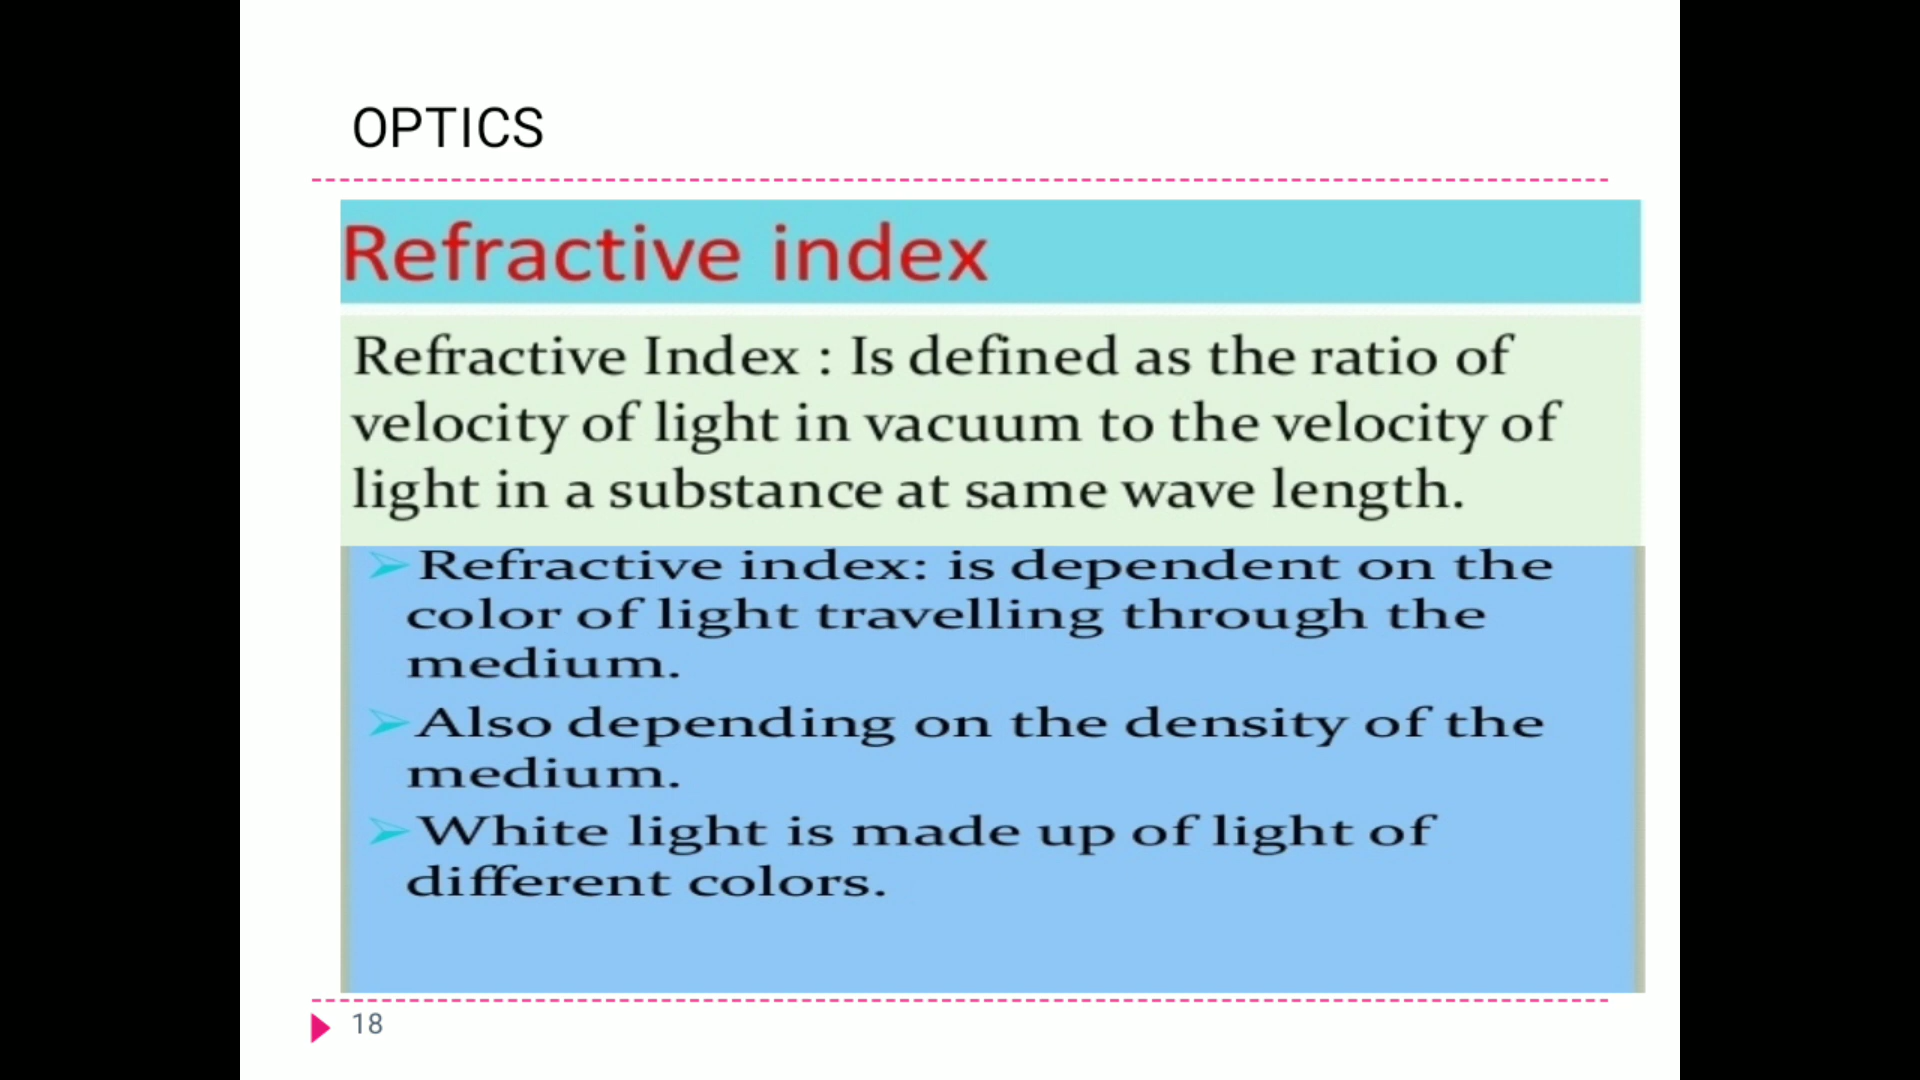 OPTICS
Refractive index
Refractive Index : Is defined as the ratio of
velocity of light in vacuum to the velocity of
light in a substance at same wave length.
➢Refractive index: is dependent on the
color of light travelling through the
medium.
➢Also depending on the density of the
medium.
➢White light is made up of light of
different colors.
18